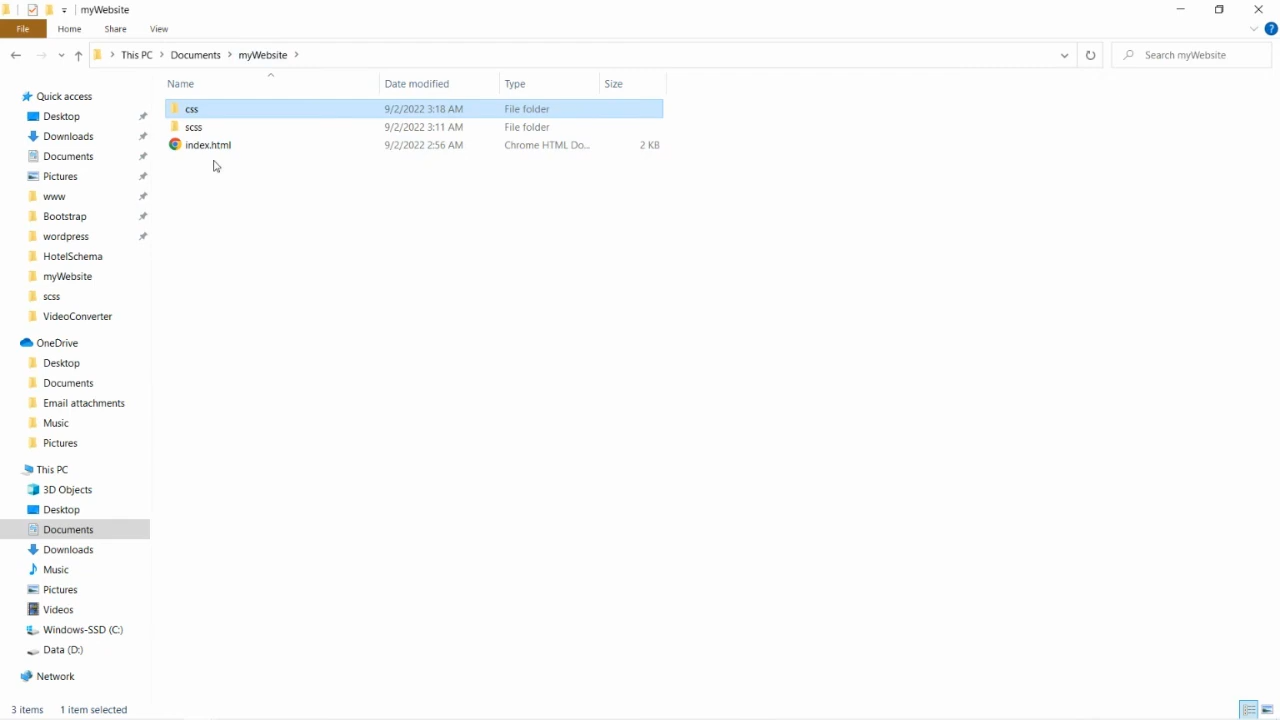 myWebsite
File Home Share View
?
This PC Documents myWebsite
Search myWebsite
Name Date modified Type Size
css 9/2/2022 3:18 AM File folder
scss 9/2/2022 3:11 AM File folder
index.html 9/2/2022 2:56 AM Chrome HTML Do... 2 KB
Quick access
Desktop
Downloads
Documents
Pictures
www
Bootstrap
wordpress
HotelSchema
myWebsite
scss
VideoConverter
OneDrive
Desktop
Documents
Email attachments
Music
Pictures
This PC
3D Objects
Desktop
Documents
Downloads
Music
Pictures
Videos
Windows-SSD (C:)
Data (D:)
Network
3 items 1 item selected